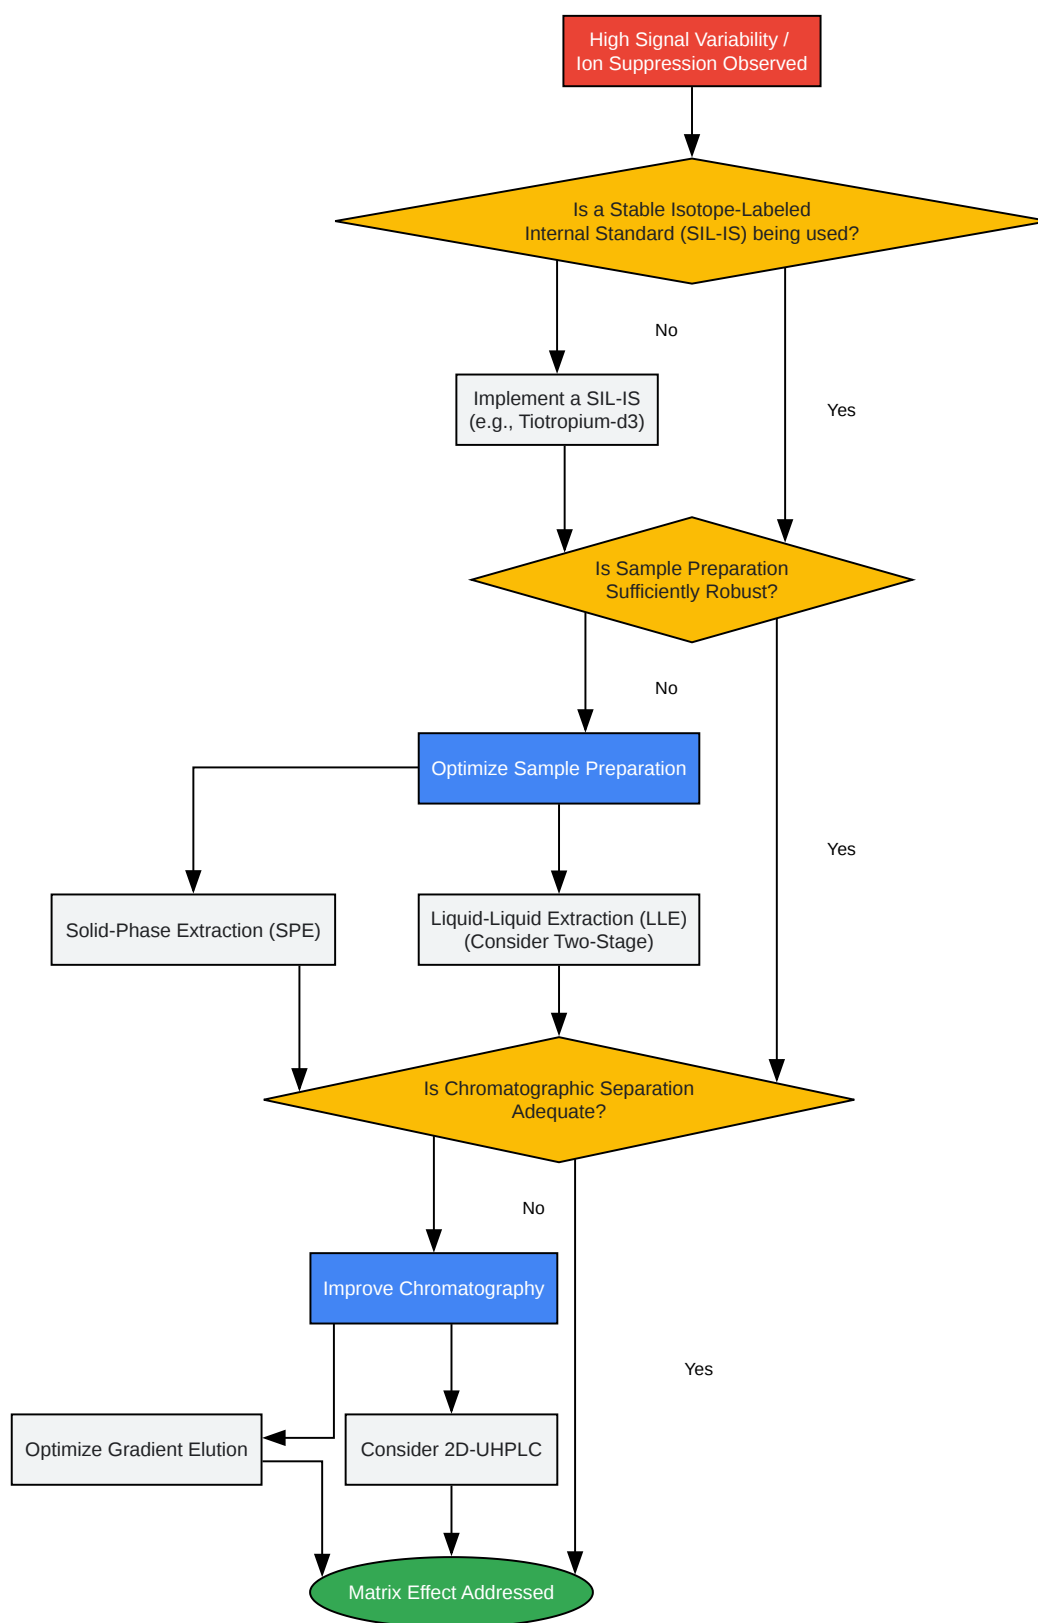 High Signal Variability /
Ion Suppression Observed
Is a Stable Isotope-Labeled
Internal Standard (SIL-IS) being used?
No
Implement a SIL-IS
(e.g., Tiotropium-d3)
Yes
Is Sample Preparation
Sufficiently Robust?
No
Optimize Sample Preparation
Yes
Solid-Phase Extraction (SPE)
Liquid-Liquid Extraction (LLE)
(Consider Two-Stage)
Is Chromatographic Separation
Adequate?
No
Improve Chromatography
Yes
Optimize Gradient Elution
Consider 2D-UHPLC
Matrix Effect Addressed